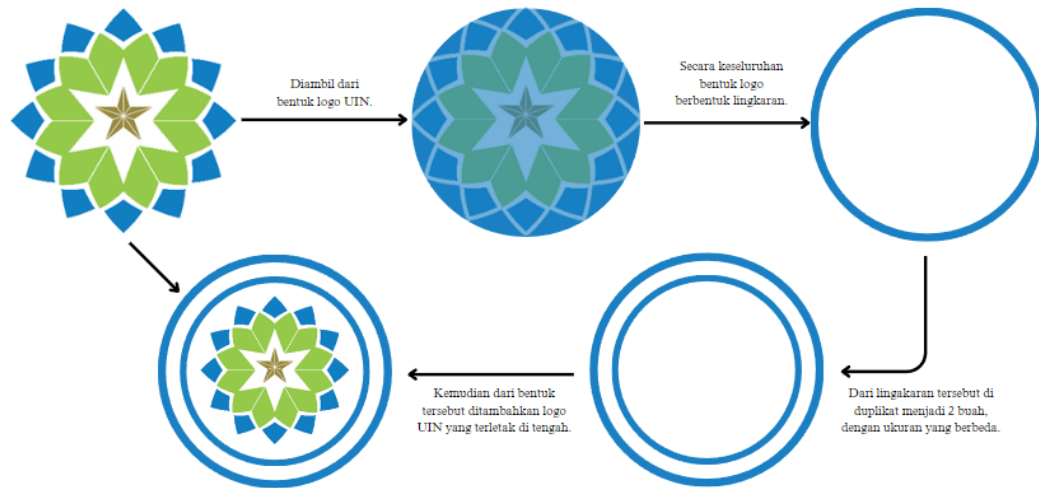 Diambil dari
bentuk logo UIN.
Secara keseluruhan
bentuk logo
berbentuk lingkaran.
Dari lingakaran tersebut di
duplikat menjadi 2 buah,
dengan ukuran yang berbeda.
Kemudian dari bentuk
tersebut ditambahkan logo
UIN yang terletak di tengah.